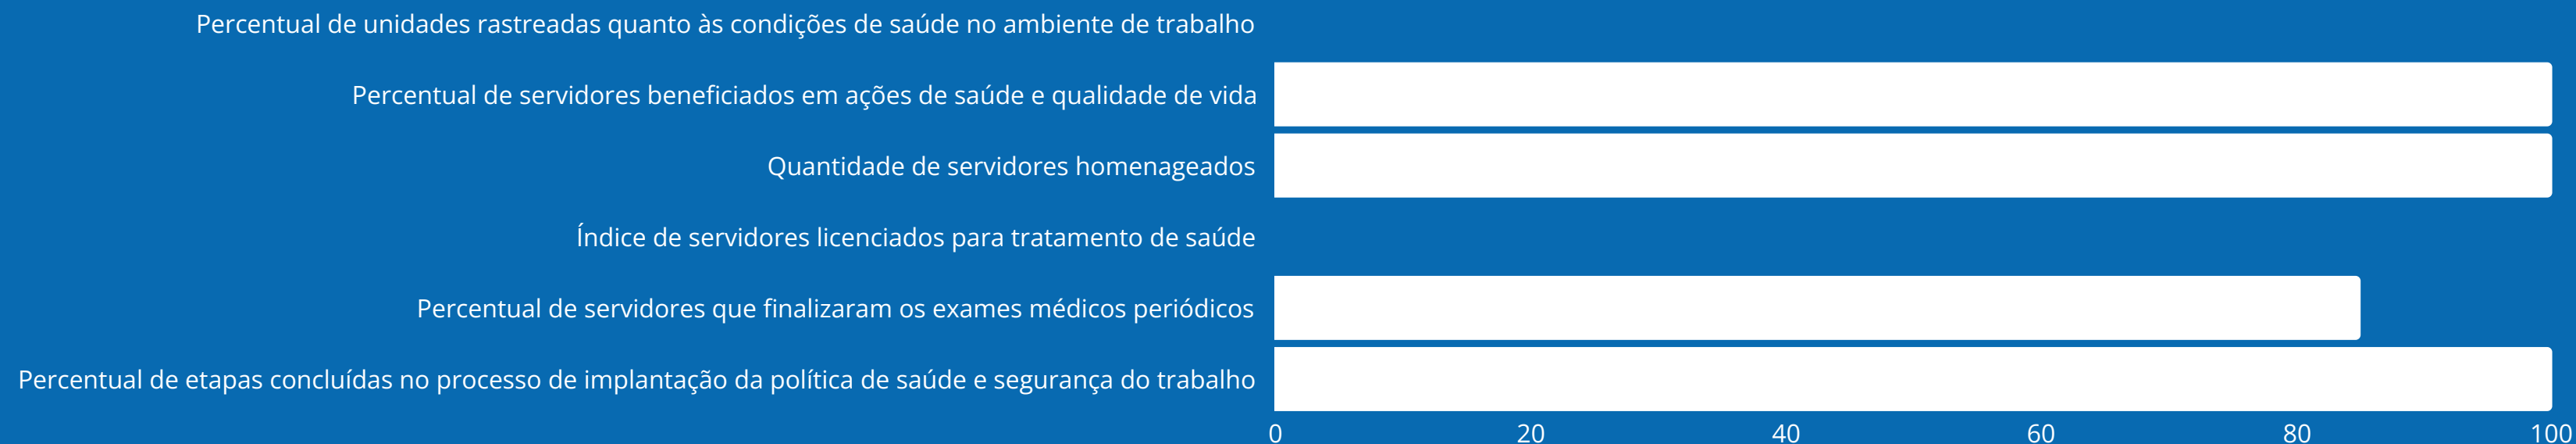 Percentual de unidades rastreadas quanto às condições de saúde no ambiente de trabalho
Percentual de servidores beneficiados em ações de saúde e qualidade de vida
Quantidade de servidores homenageados
Índice de servidores licenciados para tratamento de saúde
Percentual de servidores que finalizaram os exames médicos periódicos
Percentual de etapas concluídas no processo de implantação da política de saúde e segurança do trabalho
0 20 40 60 80 100